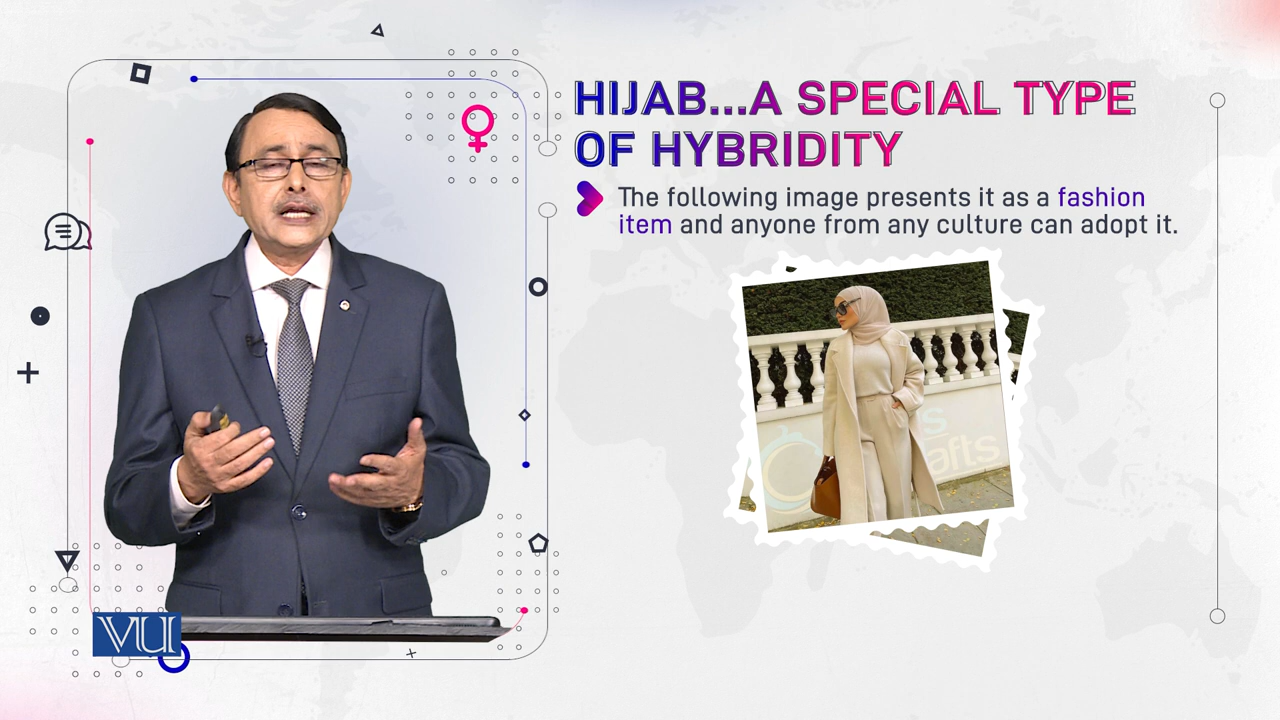 HIJAB...A SPECIAL TYPE
OF HYBRIDITY
The following image presents it as a fashion
item and anyone from any culture can adopt it.
s
afts
VU